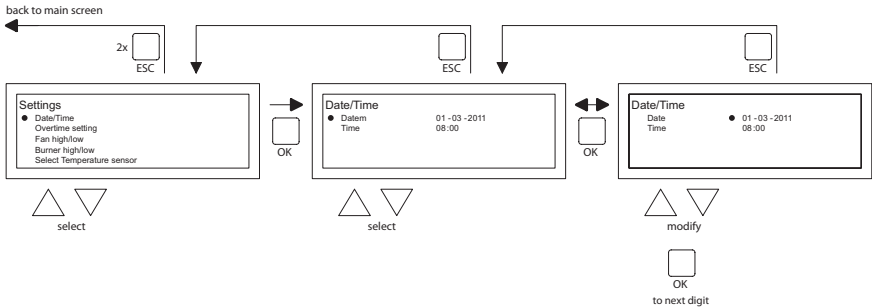 back to main screen
2x
ESC
ESC
ESC
Settings
● Date/Time
Overtime setting
Fan high/low
Burner high/low
Select Temperature sensor
OK
Date/Time
● Datem 01-03-2011
Time 08:00
OK
Date/Time
Date ● 01-03-2011
Time 08:00
select
select
modify
OK
to next digit